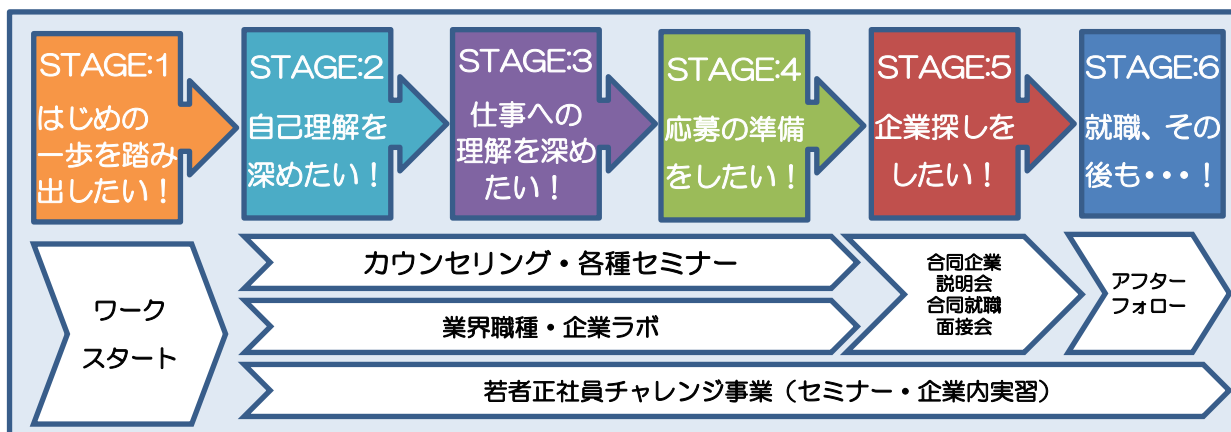 STAGE:1
はじめの
一歩を踏み
出したい！
STAGE:2
自己理解を
深めたい！
STAGE:3
仕事への
理解を深め
たい！
STAGE:4
応募の準備
をしたい！
STAGE:5
企業探しを
したい！
STAGE:6
就職、その
後も・・・！
ワーク
スタート
カウンセリング・各種セミナー
業界職種・企業ラボ
合同企業
説明会
合同就職
面接会
アフター
フォロー
若者正社員チャレンジ事業（セミナー・企業内実習）